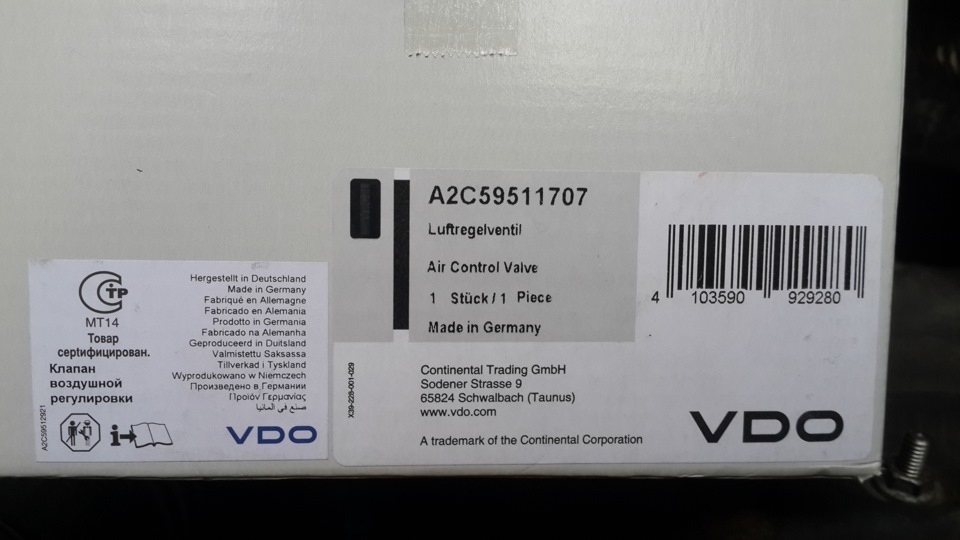 A2C59511707
Luftregelventil
Air Control Valve
1 Stück / 1 Piece
Made in Germany
4 103590 929280
X39-228-001-029
Continental Trading GmbH
Sodener Strasse 9
65824 Schwalbach (Taunus)
www.vdo.com
A trademark of the Continental Corporation
VDO
СТР
МТ14
Товар
сертифицирован.
Клапан
воздушной
регулировки
A2C59512921
Hergestellt in Deutschland
Made in Germany
Fabriqué en Allemagne
Fabricado en Alemania
Prodotto in Germania
Fabricado na Alemanha
Geproduceerd in Duitsland
Valmistettu Saksassa
Tillverkad i Tyskland
Wyprodukowano w Niemczech
Произведено в Германии
Προϊόν Γερμανίας
صنع في المانيا
VDO